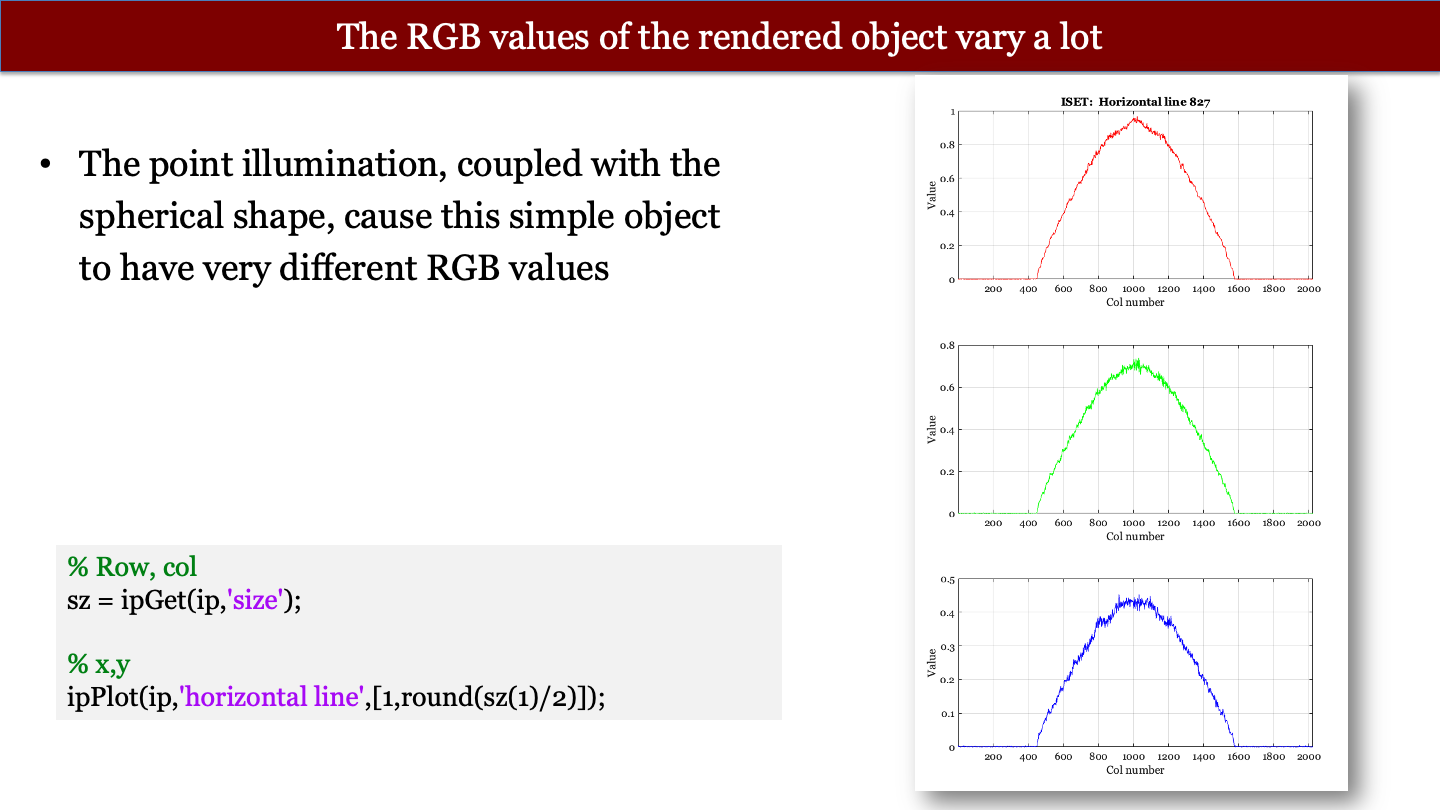 The RGB values of the rendered object vary a lot
• The point illumination, coupled with the
spherical shape, cause this simple object
to have very different RGB values
% Row, col
sz = ipGet(ip,'size');
% x,y
ipPlot(ip,'horizontal line',[1,round(sz(1)/2)]);
ISET: Horizontal line 827
1
0.8
0.6
0.4
0.2
0
Value
200 400 600 800 1000 1200 1400 1600 1800 2000
Col number
0.8
0.6
0.4
0.2
0
Value
200 400 600 800 1000 1200 1400 1600 1800 2000
Col number
0.5
0.4
0.3
0.2
0.1
0
Value
200 400 600 800 1000 1200 1400 1600 1800 2000
Col number